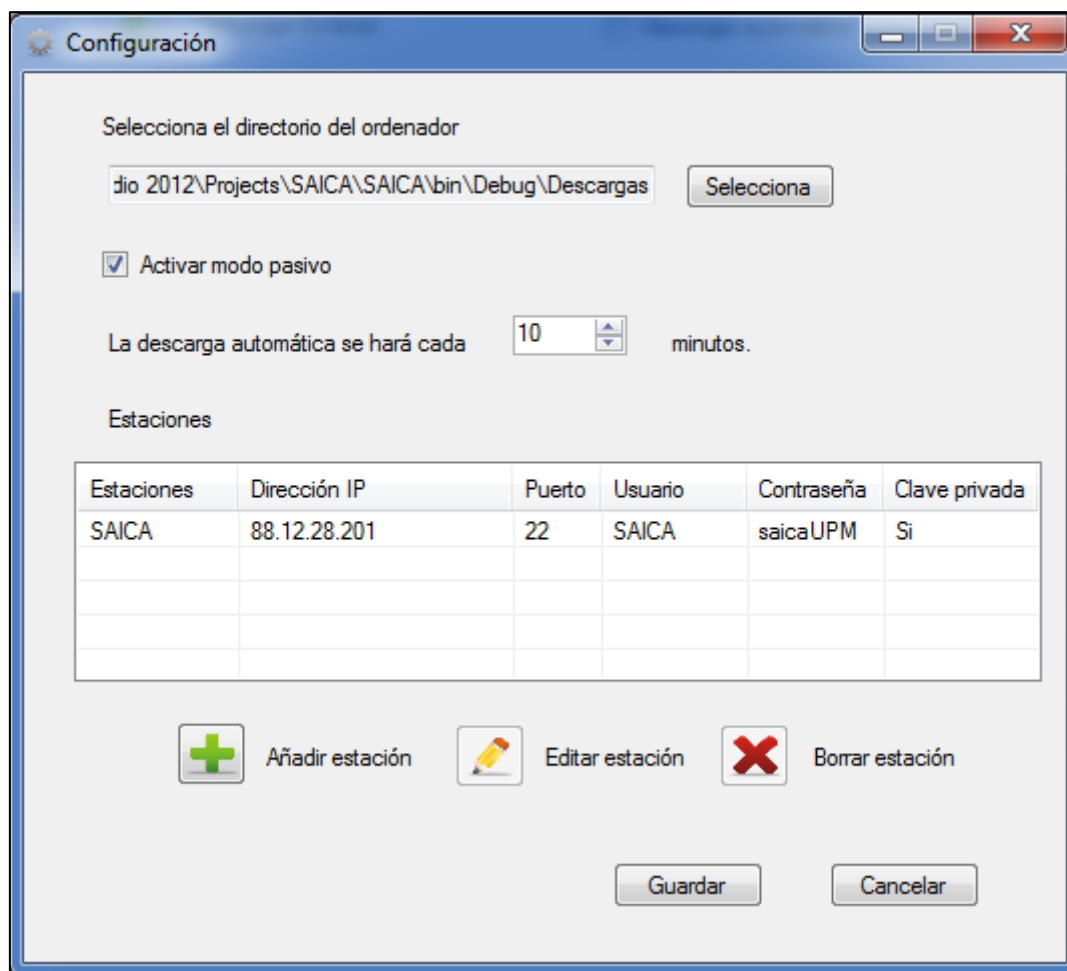 Configuración
Selecciona el directorio del ordenador
dio 2012\Projects\SAICA\SAICA\bin\Debug\Descargas Selecciona
Activar modo pasivo
La descarga automática se hará cada 10 minutos.
Estaciones
Estaciones Dirección IP Puerto Usuario Contraseña Clave privada
SAICA 88.12.28.201 22 SAICA saicaUPM Si
Añadir estación Editar estación Borrar estación
Guardar Cancelar